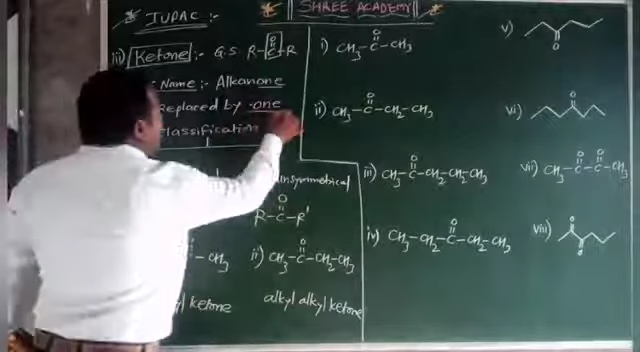 * IUPAC :-
* SHREE ACADEMY *
iii) Ketone :- G.S R-C-R
O
Name :- Alkanone
Replaced by -one
Classification
unsymmetrical
O
R-C-R'
-CH3
ii) CH3-C-CH2-CH3
O
ketone
alkyl alkyl ketone
i) CH3-C-CH3
O
ii) CH3-C-CH2-CH3
O
iii) CH3-C-CH2-CH2-CH3
O
iv) CH3-CH2-C-CH2-CH3
O
v)
O
vi)
O
vii) CH3-C-C-CH3
O O
viii)
O
O